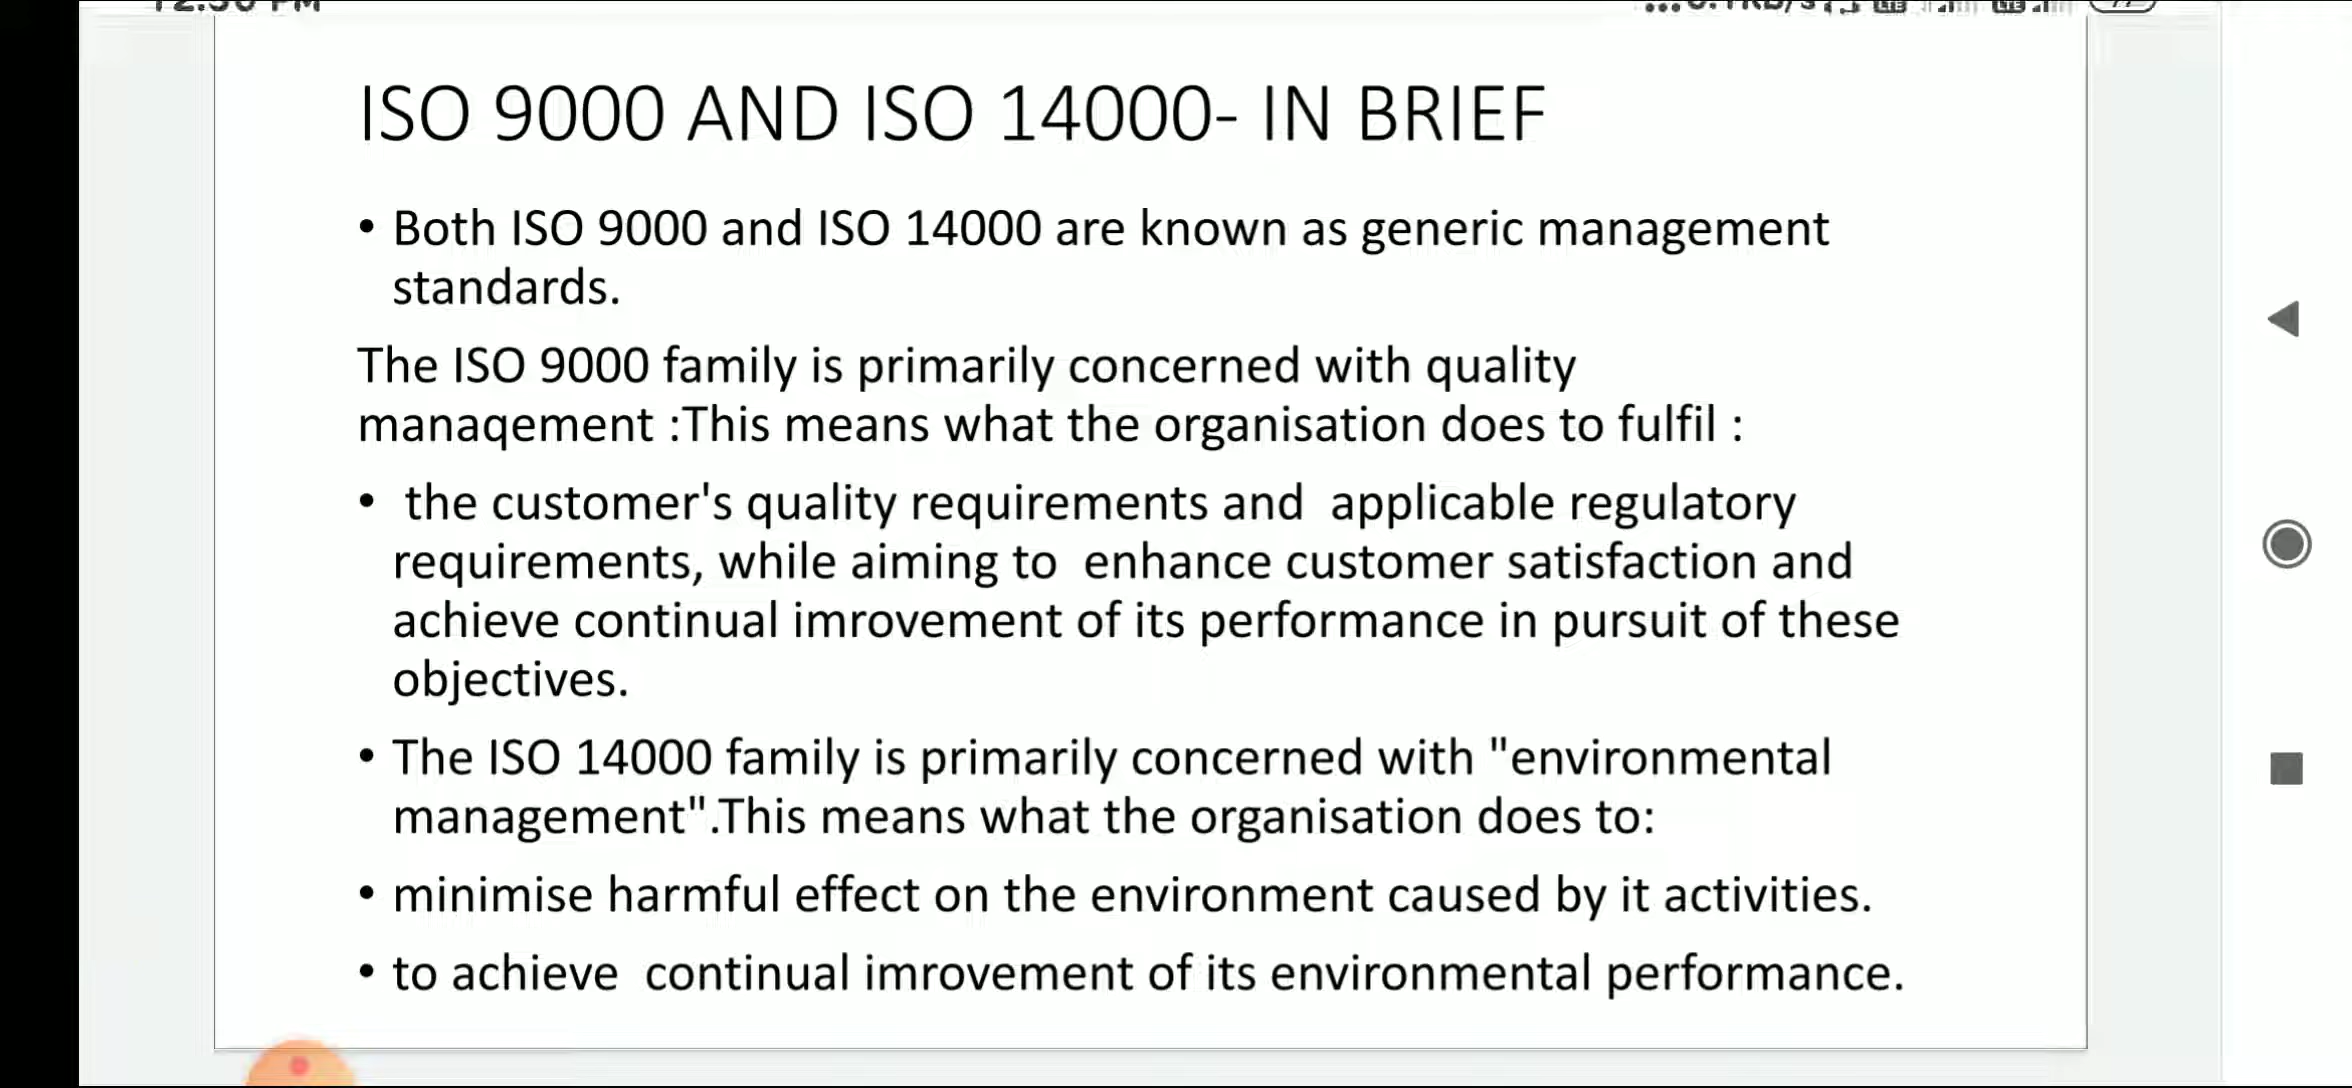 ISO 9000 AND ISO 14000- IN BRIEF
• Both ISO 9000 and ISO 14000 are known as generic management
standards.
The ISO 9000 family is primarily concerned with quality
manaqement :This means what the organisation does to fulfil :
• the customer's quality requirements and applicable regulatory
requirements, while aiming to enhance customer satisfaction and
achieve continual imrovement of its performance in pursuit of these
objectives.
• The ISO 14000 family is primarily concerned with "environmental
management".This means what the organisation does to:
• minimise harmful effect on the environment caused by it activities.
• to achieve continual imrovement of its environmental performance.